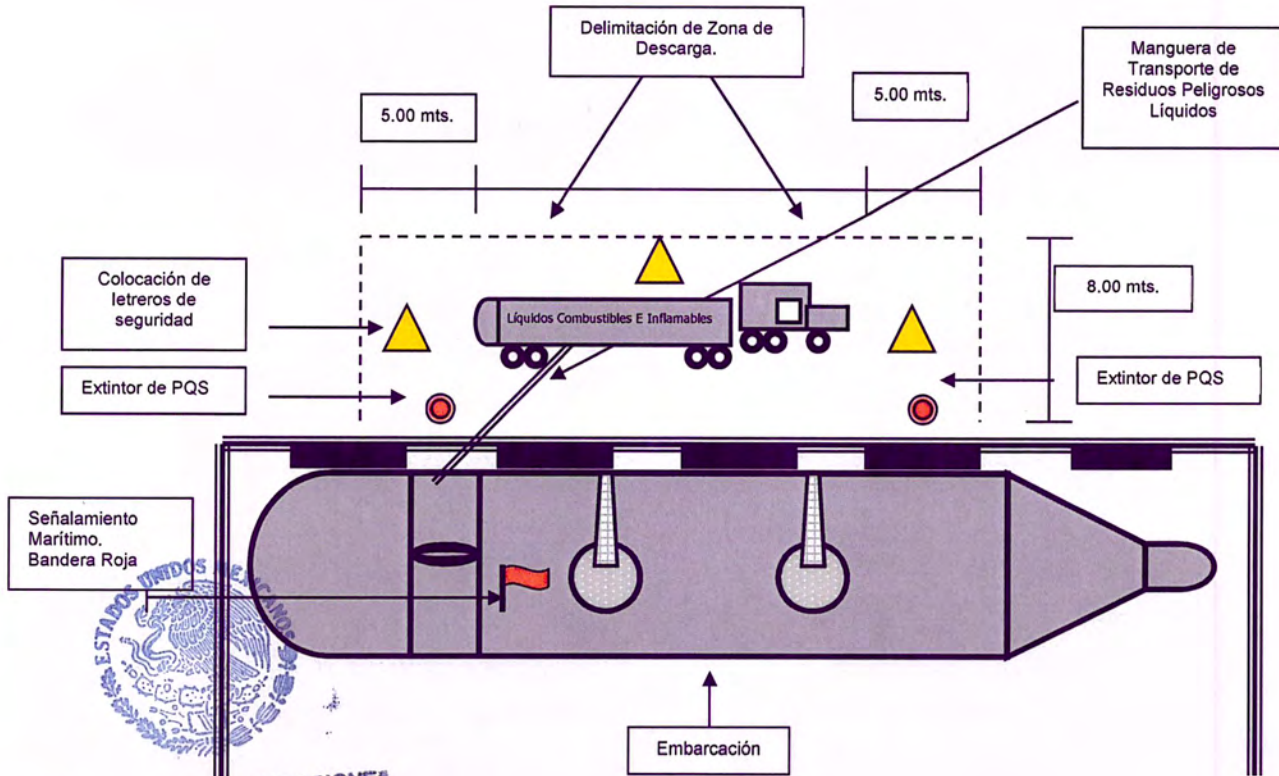 Delimitación de Zona de
Descarga.
Manguera de
Transporte de
Residuos Peligrosos
Líquidos
5.00 mts.
5.00 mts.
Colocación de
letreros de
seguridad
Líquidos Combustibles E Inflamables
8.00 mts.
Extintor de PQS
Extintor de PQS
Señalamiento
Marítimo.
Bandera Roja
ESTADOS UNIDOS MEXICANOS
Embarcación